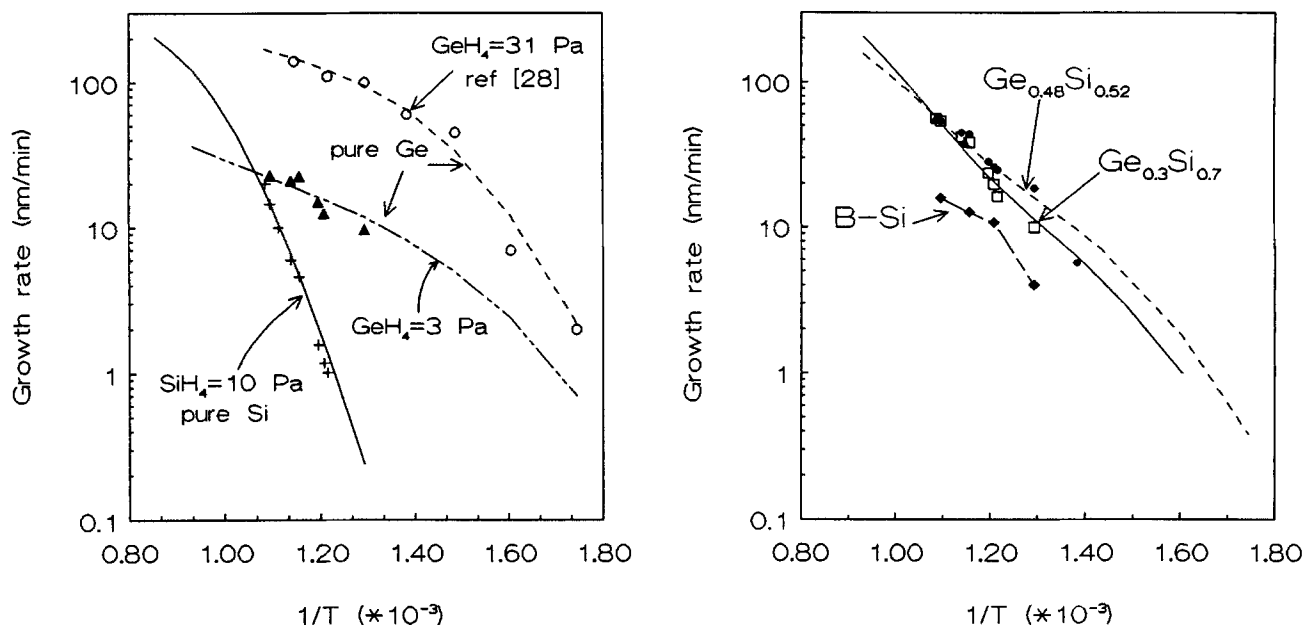 Growth rate (nm/min)
100
10
1
0.1
0.80 1.00 1.20 1.40 1.60 1.80
1/T (*10⁻³)
GeH₄=31 Pa
ref [28]
pure Ge
GeH₄=3 Pa
SiH₄=10 Pa
pure Si
Growth rate (nm/min)
100
10
1
0.1
0.80 1.00 1.20 1.40 1.60 1.80
1/T (*10⁻³)
Ge₀.₄₈Si₀.₅₂
Ge₀.₃Si₀.₇
B-Si